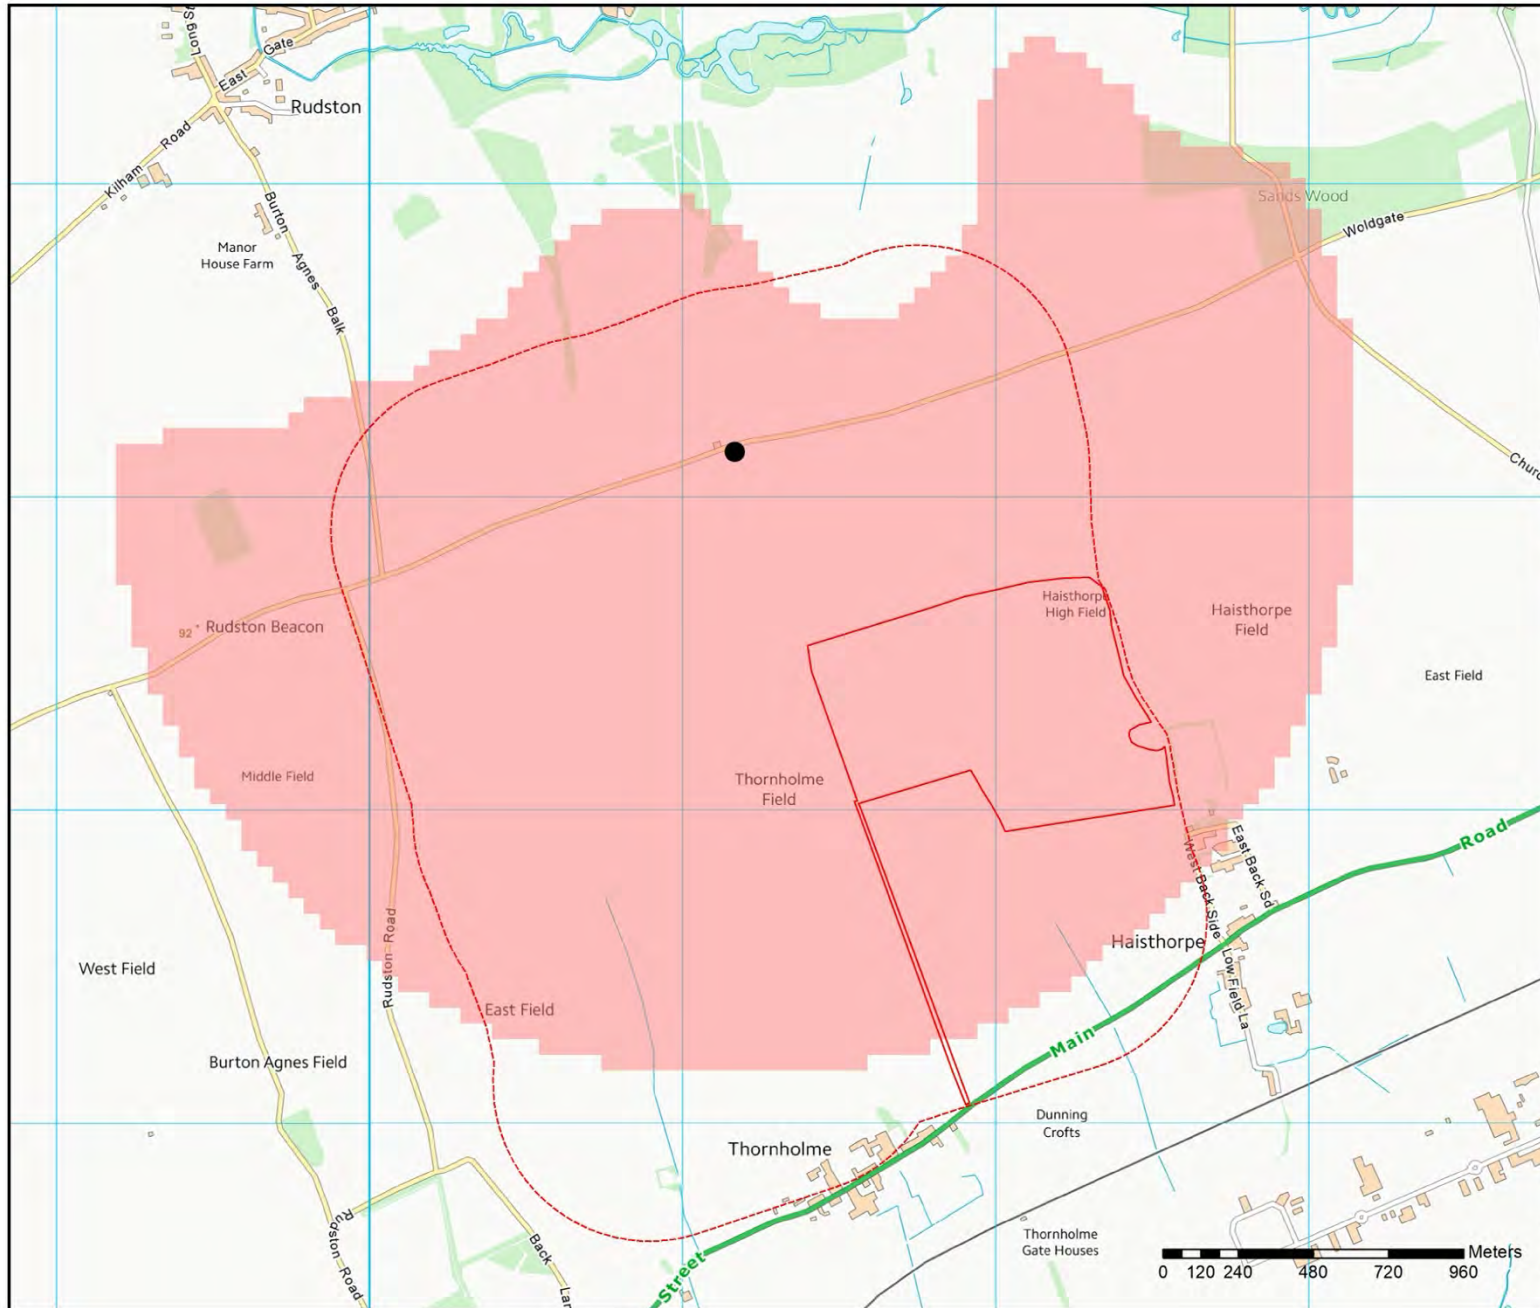 Long St
East Gate
Rudston
Kilham Road
Burton Agnes Balk
Manor
House Farm
Sands Wood
Woldgate
Haisthorpe
High Field
Haisthorpe
Field
92 Rudston Beacon
East Field
Middle Field
Thornholme
Field
East Back Sd
West Back Side
Main Road
Rudston Road
Haisthorpe
West Field
Low Field La
East Field
Main
Burton Agnes Field
Dunning
Crofts
Thornholme
Rudston Road
Back Lan
Thornholme
Gate Houses
Street
Meters
0 120 240 480 720 960